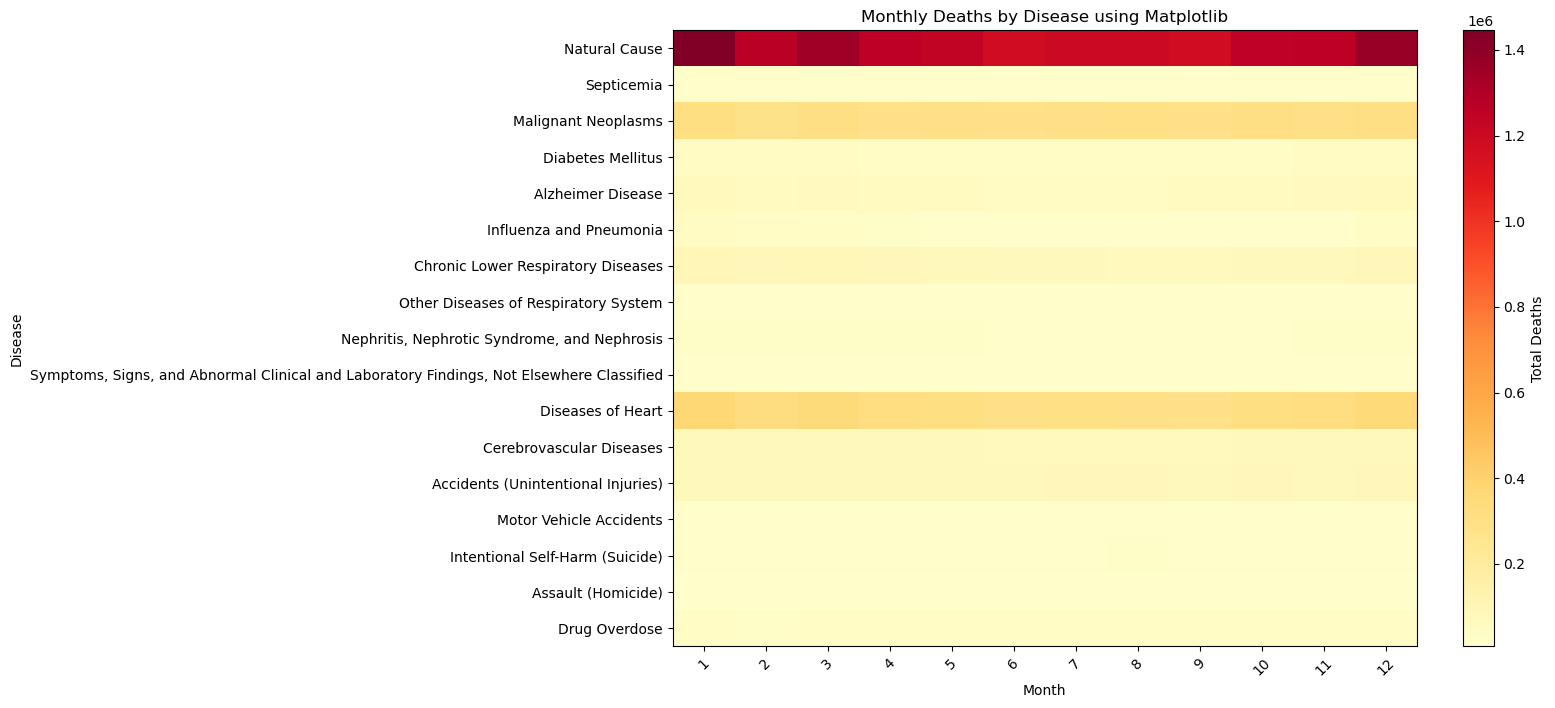 Monthly Deaths by Disease using Matplotlib
Disease
Natural Cause
Septicemia
Malignant Neoplasms
Diabetes Mellitus
Alzheimer Disease
Influenza and Pneumonia
Chronic Lower Respiratory Diseases
Other Diseases of Respiratory System
Nephritis, Nephrotic Syndrome, and Nephrosis
Symptoms, Signs, and Abnormal Clinical and Laboratory Findings, Not Elsewhere Classified
Diseases of Heart
Cerebrovascular Diseases
Accidents (Unintentional Injuries)
Motor Vehicle Accidents
Intentional Self-Harm (Suicide)
Assault (Homicide)
Drug Overdose
1 2 3 4 5 6 7 8 9 10 11 12
Month
1e6
1.4
1.2
1.0
0.8
0.6
0.4
0.2
Total Deaths